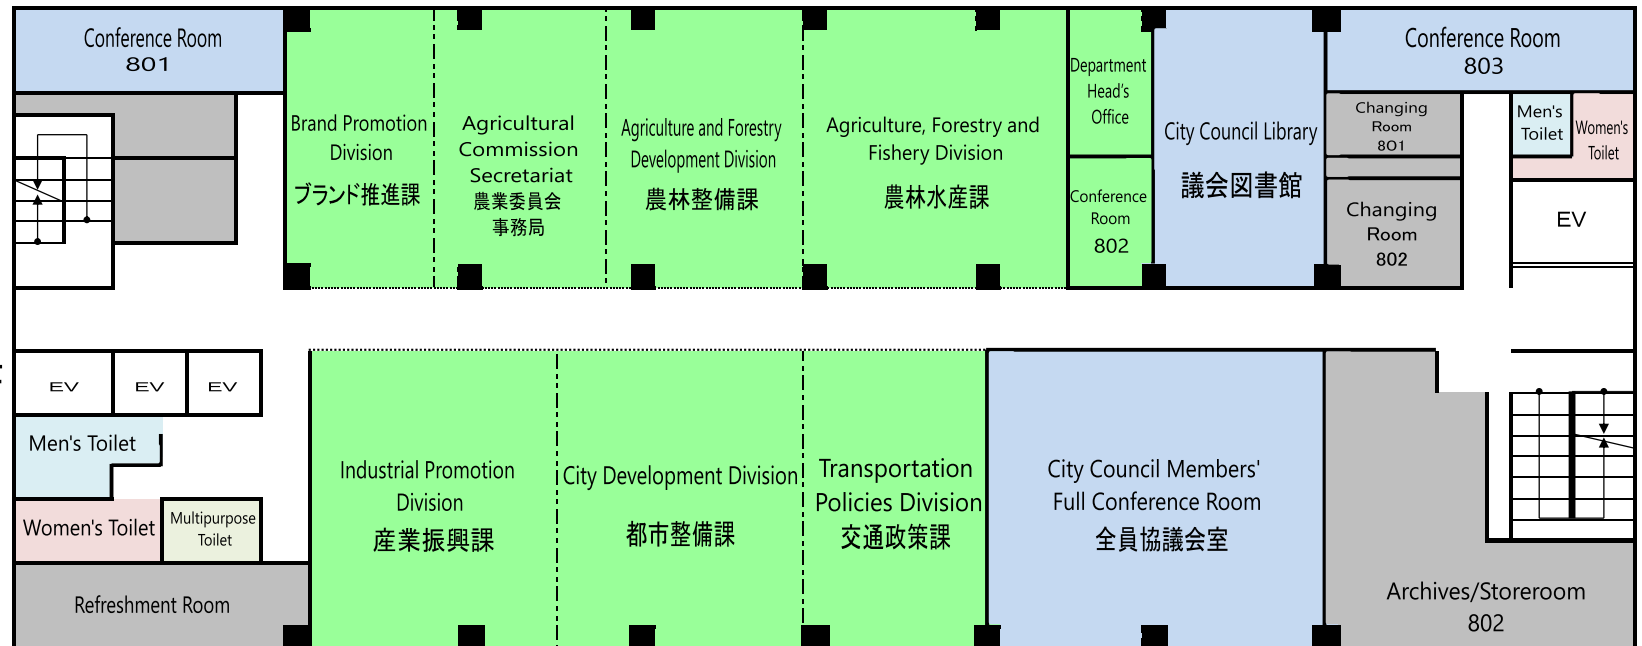 Conference Room
801
Brand Promotion
Division
ブランド推進課
Agricultural
Commission
Secretariat
農業委員会
事務局
Agriculture and Forestry
Development Division
農林整備課
Agriculture, Forestry and
Fishery Division
農林水産課
Department
Head's
Office
Conference
Room
802
City Council Library
議会図書館
Conference Room
803
Changing
Room
801
Changing
Room
802
Men's
Toilet
Women's
Toilet
EV
EV
EV
EV
Men's Toilet
Women's Toilet
Multipurpose
Toilet
Refreshment Room
Industrial Promotion
Division
産業振興課
City Development Division
都市整備課
Transportation
Policies Division
交通政策課
City Council Members'
Full Conference Room
全員協議会室
Archives/Storeroom
802